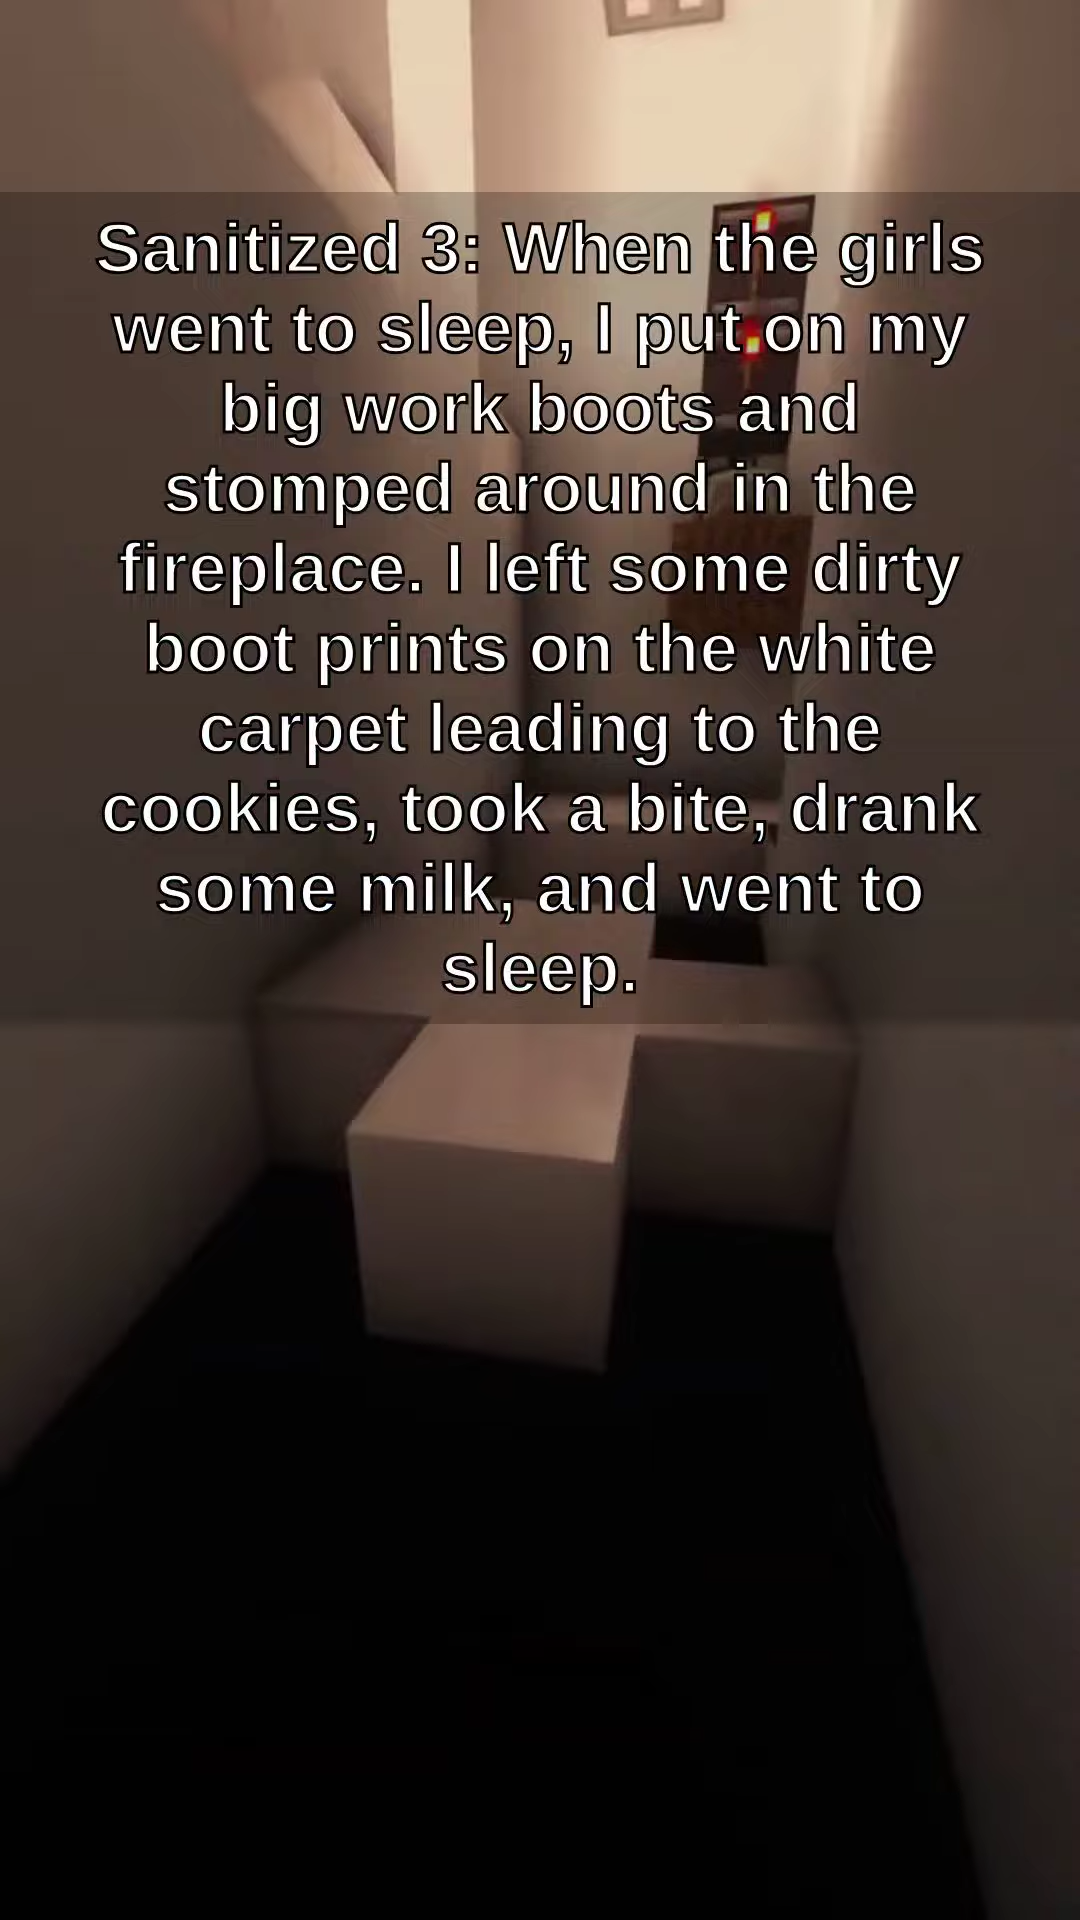 Sanitized 3: When the girls
went to sleep, I put on my
big work boots and
stomped around in the
fireplace. I left some dirty
boot prints on the white
carpet leading to the
cookies, took a bite, drank
some milk, and went to
sleep.